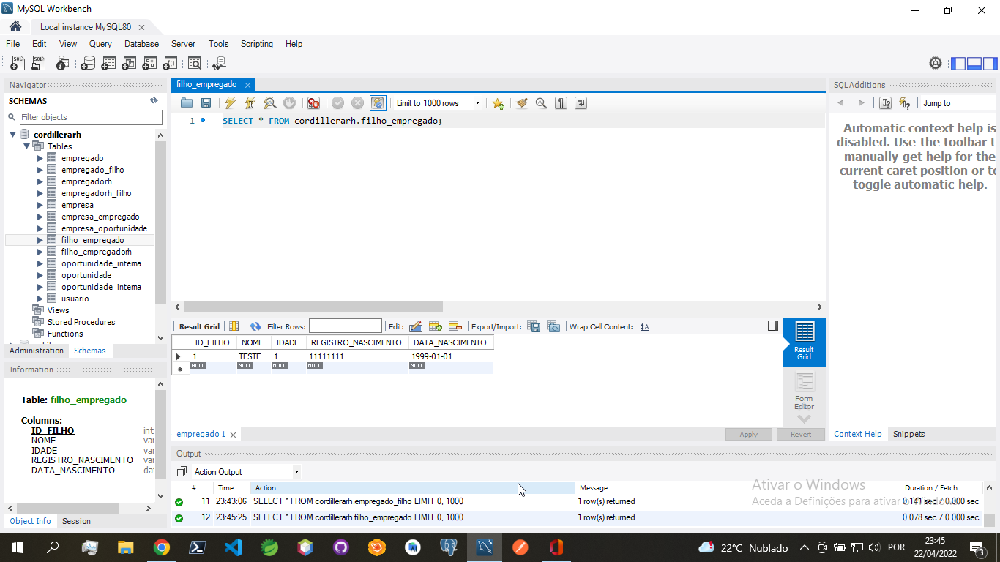 MySQL Workbench
Local instance MySQL80
File Edit View Query Database Server Tools Scripting Help
Navigator
SCHEMAS
Filter objects
cordillerarh
Tables
empregado
empregado_filho
empregadorh
empregadorh_filho
empresa
empresa_empregado
empresa_oportunidade
filho_empregado
filho_empregadorh
oportunidade_interna
oportunidade
oportunidade_interna
usuario
Views
Stored Procedures
Functions
Administration Schemas
Information
Table: filho_empregado
Columns:
ID_FILHO int
NOME var
IDADE var
REGISTRO_NASCIMENTO var
DATA_NASCIMENTO dat
Object Info Session
filho_empregado
Limit to 1000 rows
1 SELECT * FROM cordillerarh.filho_empregado;
Result Grid Filter Rows: Edit: Export/Import: Wrap Cell Content:
ID_FILHO NOME IDADE REGISTRO_NASCIMENTO DATA_NASCIMENTO
1 TESTE 1 11111111 1999-01-01
NULL NULL NULL NULL NULL
Result
Grid
Form
Editor
_empregado 1
Apply Revert
Output
Action Output
# Time Action Message Duration / Fetch
11 23:43:06 SELECT * FROM cordillerarh.empregado_filho LIMIT 0, 1000 1 row(s) returned 0.141 sec / 0.000 sec
12 23:45:25 SELECT * FROM cordillerarh.filho_empregado LIMIT 0, 1000 1 row(s) returned 0.078 sec / 0.000 sec
SQLAdditions
Jump to
Automatic context help is
disabled. Use the toolbar t
manually get help for the
current caret position or to
toggle automatic help.
Context Help Snippets
Ativar o Windows
Aceda a Definições para ativar o Windows.
22°C Nublado
POR
23:45
22/04/2022
3